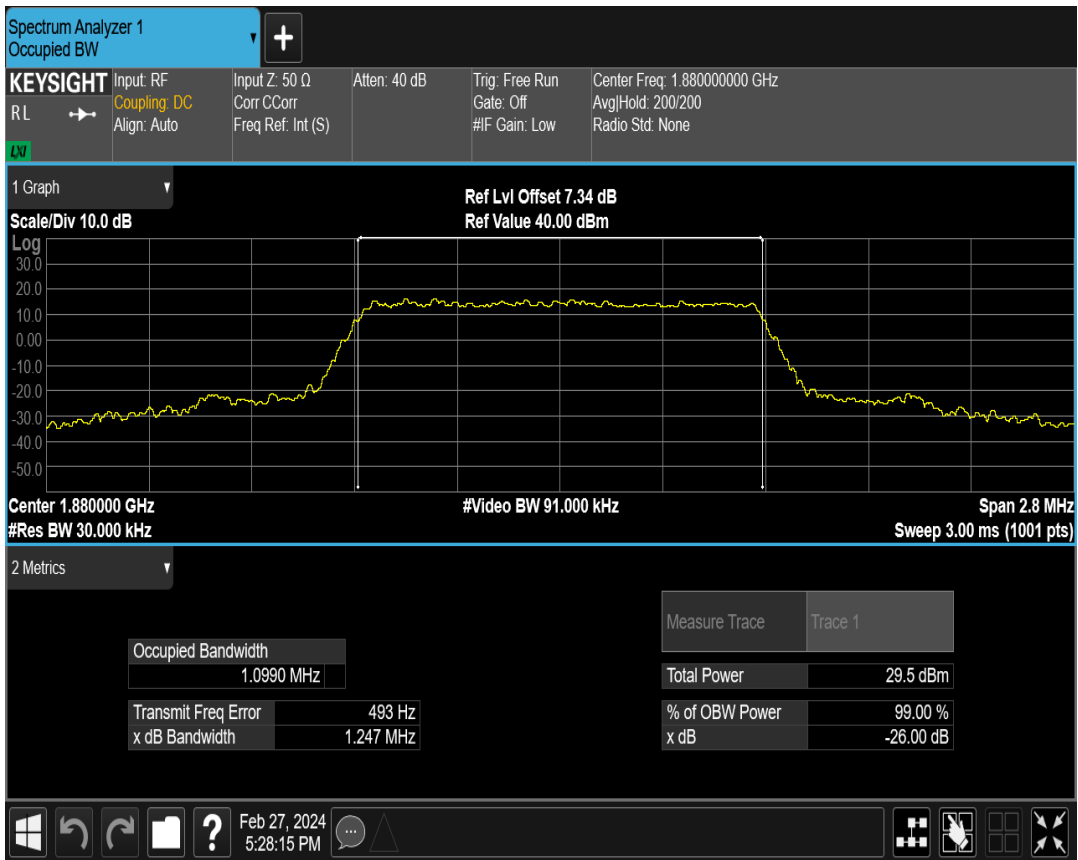 Spectrum Analyzer 1
Occupied BW
KEYSIGHT
R L
LXI
Input: RF
Coupling: DC
Align: Auto
Input Z: 50 Ω
Corr CCorr
Freq Ref: Int (S)
Atten: 40 dB
Trig: Free Run
Gate: Off
#IF Gain: Low
Center Freq: 1.880000000 GHz
Avg|Hold: 200/200
Radio Std: None
1 Graph
Scale/Div 10.0 dB
Ref Lvl Offset 7.34 dB
Ref Value 40.00 dBm
Log
30.0
20.0
10.0
0.00
-10.0
-20.0
-30.0
-40.0
-50.0
Center 1.880000 GHz
#Video BW 91.000 kHz
Span 2.8 MHz
#Res BW 30.000 kHz
Sweep 3.00 ms (1001 pts)
2 Metrics
Measure Trace Trace 1
Occupied Bandwidth
1.0990 MHz
Total Power 29.5 dBm
Transmit Freq Error 493 Hz
% of OBW Power 99.00 %
x dB Bandwidth 1.247 MHz
x dB -26.00 dB
?
Feb 27, 2024
5:28:15 PM